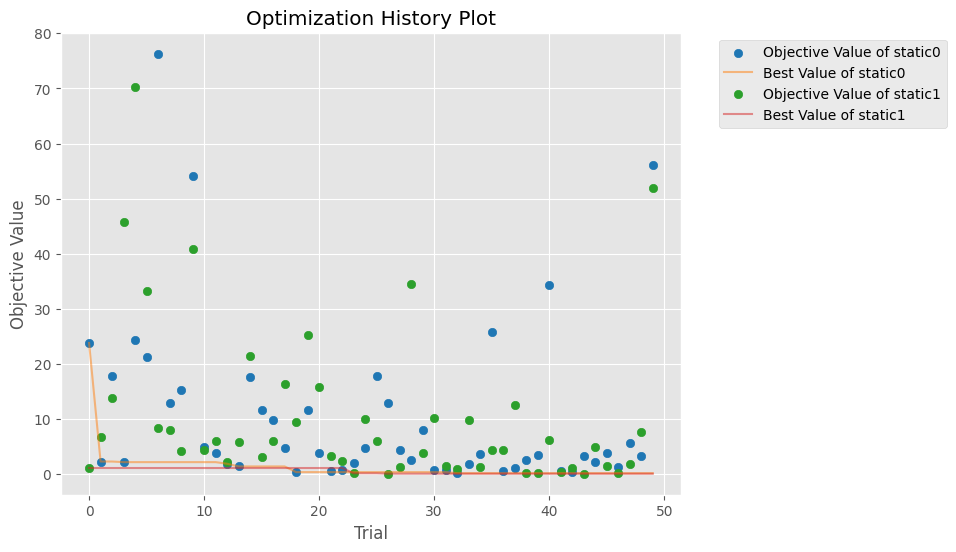 Optimization History Plot
Objective Value of static0
Best Value of static0
Objective Value of static1
Best Value of static1
Objective Value
80
70
60
50
40
30
20
10
0
0 10 20 30 40 50
Trial